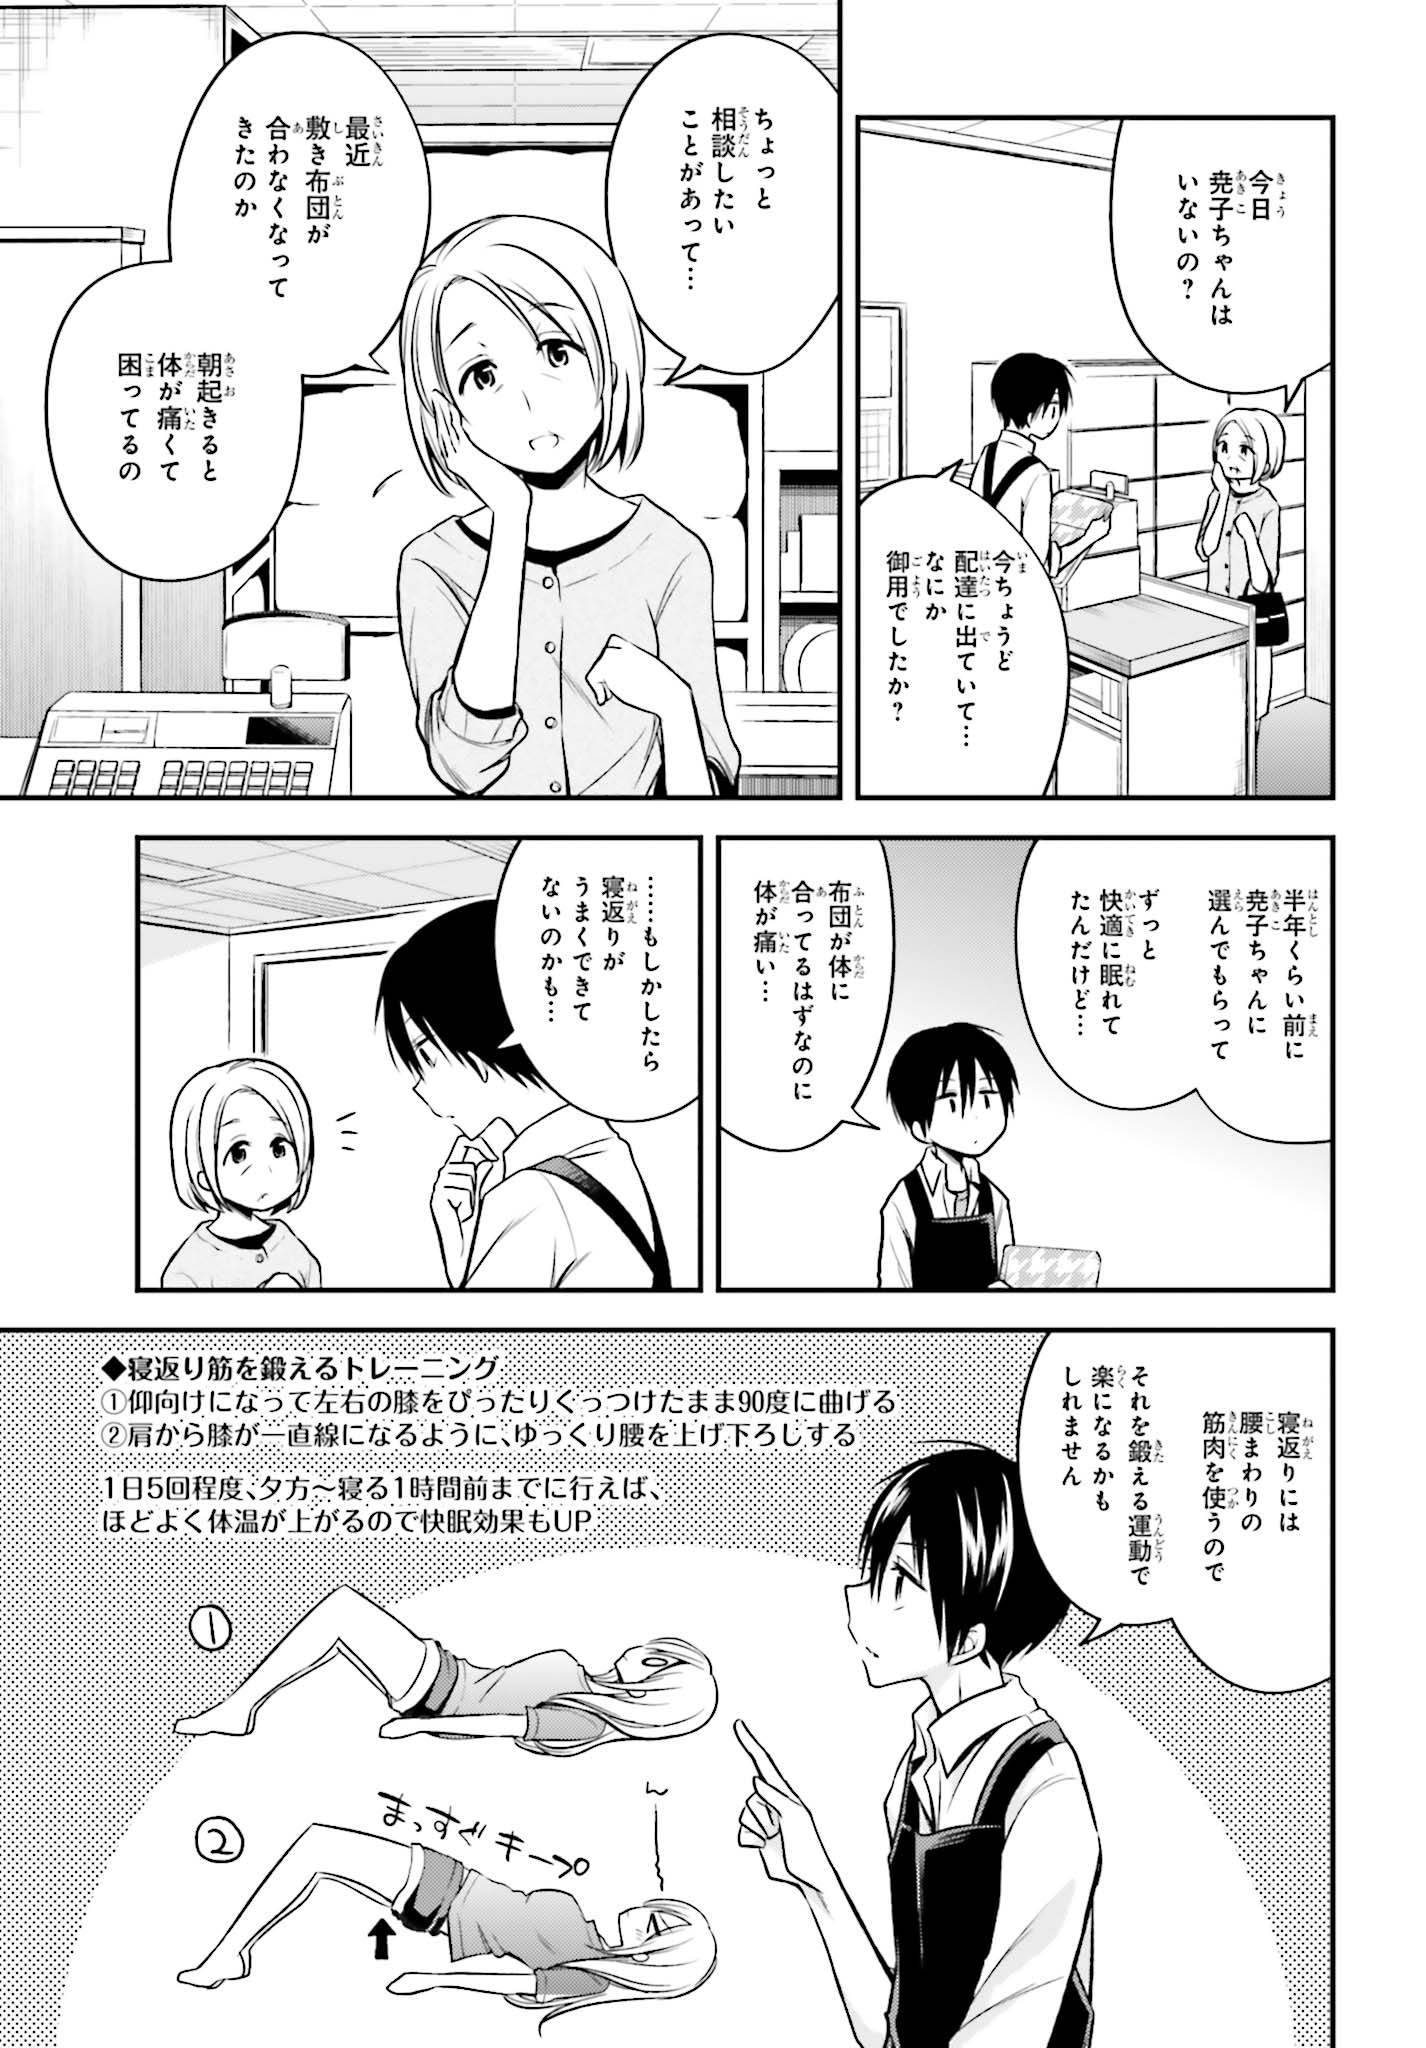 今日
尭子ちゃんは
いないの?
今ちょうど
配達に出ていて…
なにか
御用でしたか?
ちょっと
相談したい
ことがあって…
最近
敷き布団が
合わなくなって
きたのか
朝起きると
体が痛くて
困ってるの
半年くらい前に
尭子ちゃんに
選んでもらって
ずっと
快適に眠れて
たんだけど…
布団が体に
合ってるはずなのに
体が痛い…
……もしかしたら
寝返りが
うまくできて
ないのかも…
寝返りには
腰まわりの
筋肉を使うので
それを鍛える運動で
楽になるかも
しれません
◆寝返り筋を鍛えるトレーニング
①仰向けになって左右の膝をぴったりくっつけたまま90度に曲げる
②肩から膝が一直線になるように、ゆっくり腰を上げ下ろしする
1日5回程度、夕方〜寝る1時間前までに行えば、
ほどよく体温が上がるので快眠効果もUP
①
②
まっすぐキープ
ん